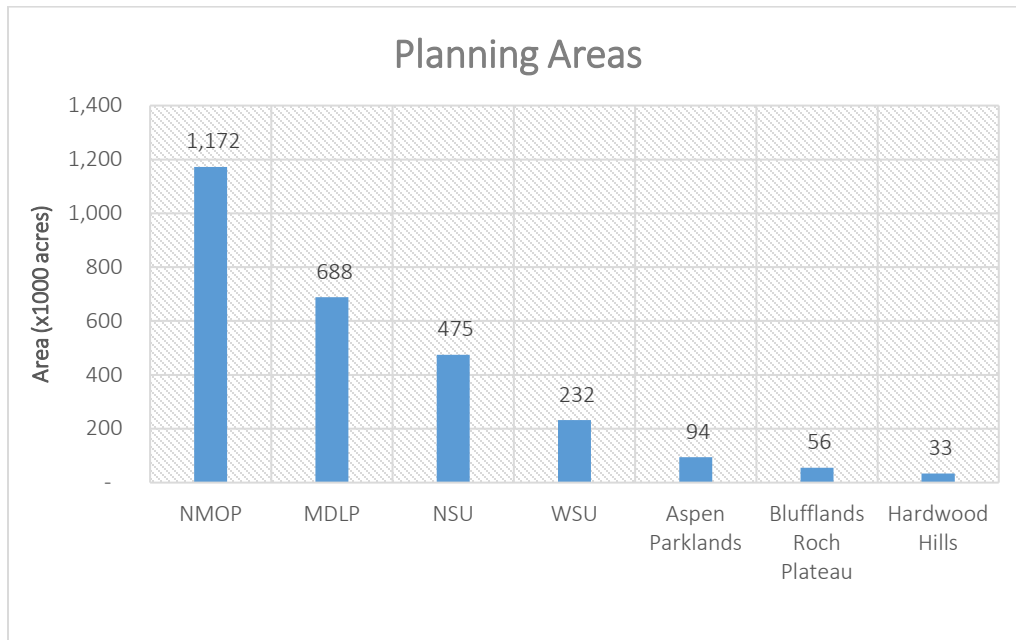 Planning Areas
Area (x1000 acres)
1,400
1,200
1,000
800
600
400
200
-
1,172
688
475
232
94
56
33
NMOP
MDLP
NSU
WSU
Aspen
Parklands
Blufflands
Roch
Plateau
Hardwood
Hills